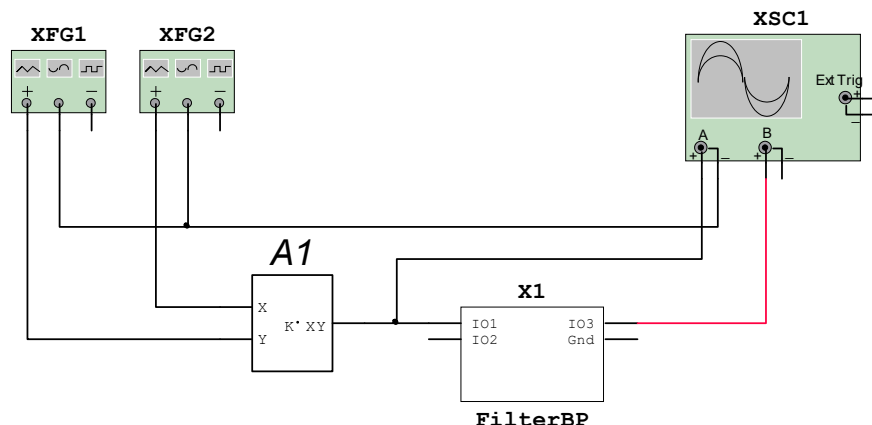 XFG1
XFG2
XSC1
Ext Trig
+
−
A
B
+ − + −
+ −
+ −
A1
X
Y
K* XY
X1
IO1
IO2
IO3
Gnd
FilterBP